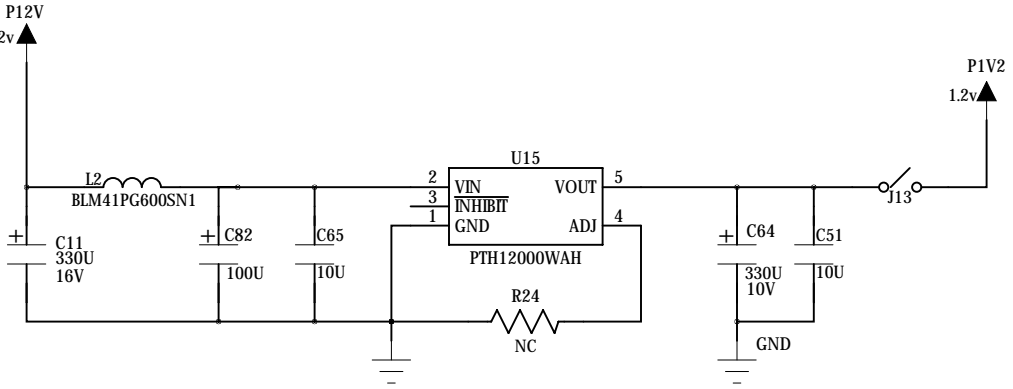 P12V
2v
P1V2
1.2v
U15
L2
BLM41PG600SN1
2 VIN VOUT 5
3 INHIBIT
1 GND ADJ 4
J13
PTH12000WAH
C11
330U
16V
C82
100U
C65
10U
C64
330U
10V
C51
10U
R24
NC
GND